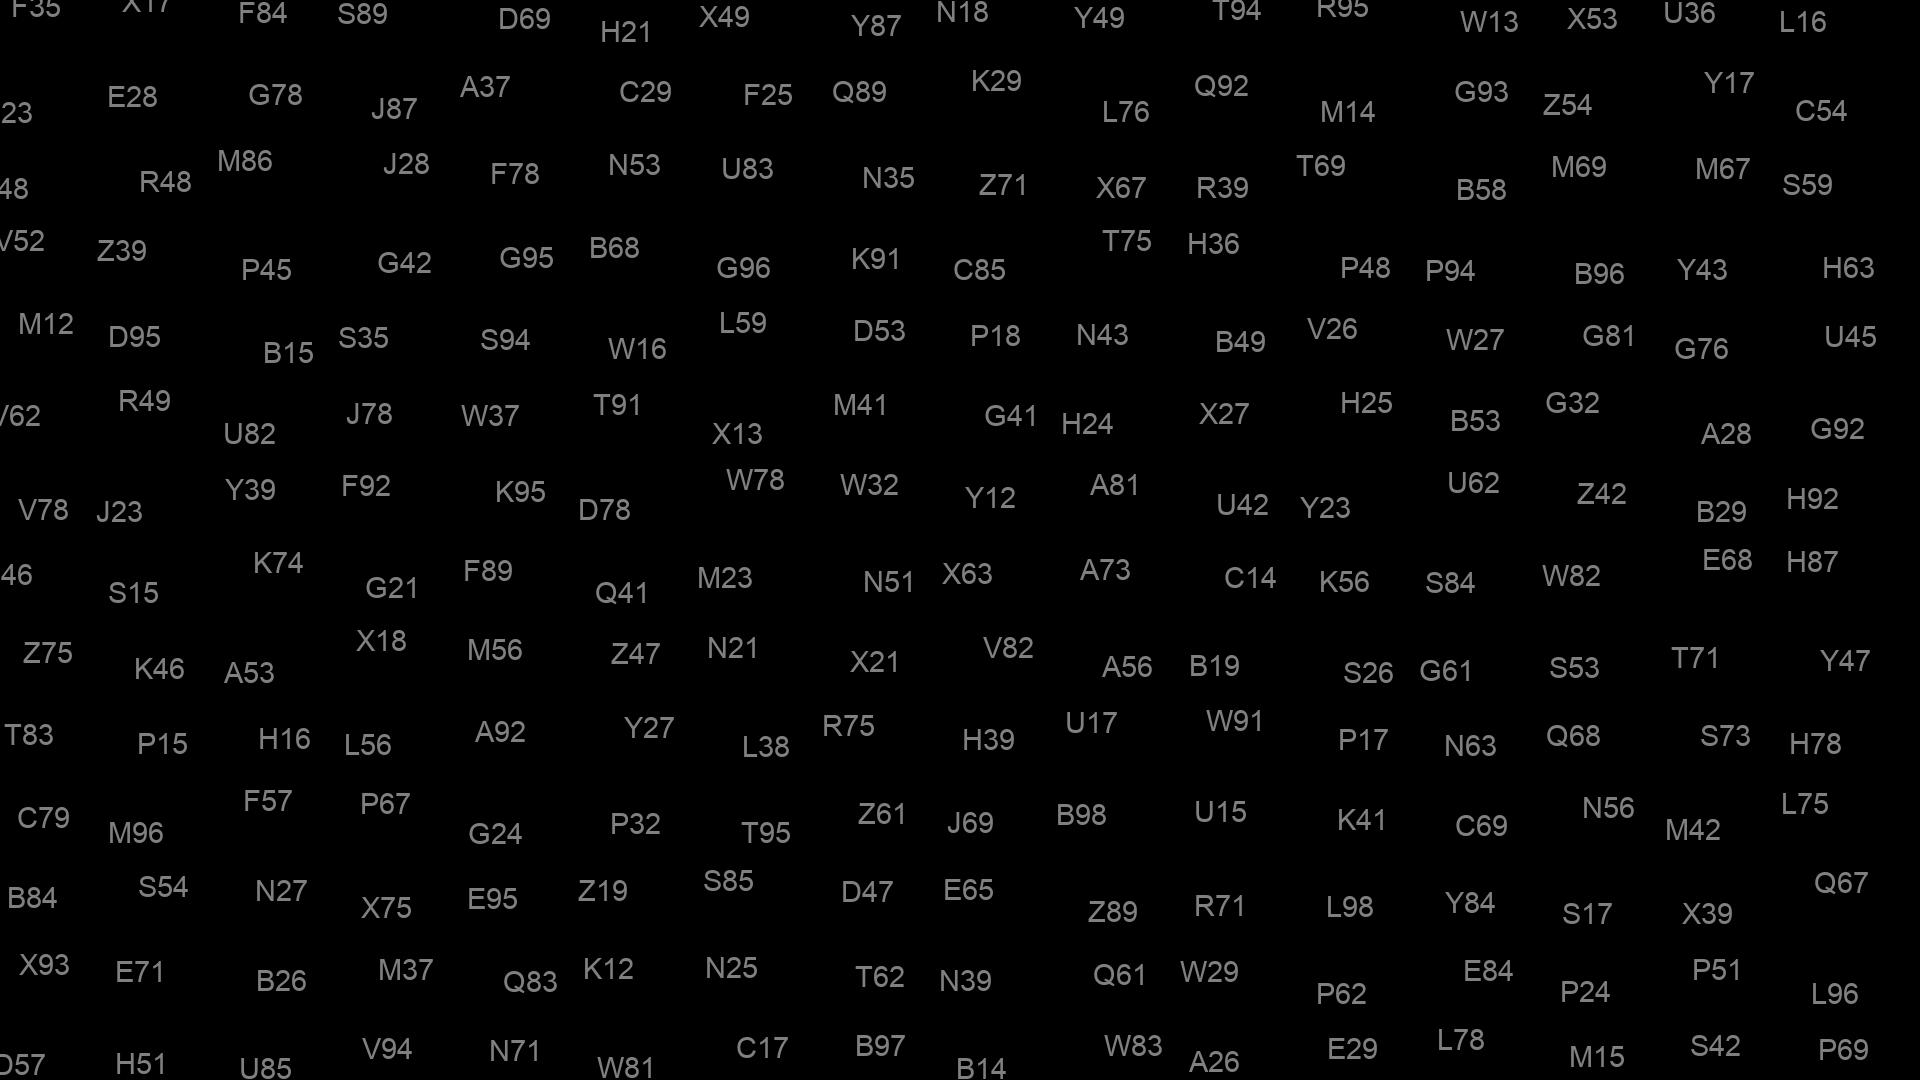 F35 X17 F84 S89 D69 H21 X49 Y87 N18 Y49 T94 R95 W13 X53 U36 L16
23 E28 G78 J87 A37 C29 F25 Q89 K29 L76 Q92 M14 G93 Z54 Y17 C54
48 R48 M86 J28 F78 N53 U83 N35 Z71 X67 R39 T69 B58 M69 M67 S59
V52 Z39 P45 G42 G95 B68 G96 K91 C85 T75 H36 P48 P94 B96 Y43 H63
M12 D95 B15 S35 S94 W16 L59 D53 P18 N43 B49 V26 W27 G81 G76 U45
V62 R49 U82 J78 W37 T91 X13 M41 G41 H24 X27 H25 B53 G32 A28 G92
V78 J23 Y39 F92 K95 D78 W78 W32 Y12 A81 U42 Y23 U62 Z42 B29 H92
46 S15 K74 G21 F89 Q41 M23 N51 X63 A73 C14 K56 S84 W82 E68 H87
Z75 K46 A53 X18 M56 Z47 N21 X21 V82 A56 B19 S26 G61 S53 T71 Y47
T83 P15 H16 L56 A92 Y27 L38 R75 H39 U17 W91 P17 N63 Q68 S73 H78
C79 M96 F57 P67 G24 P32 T95 Z61 J69 B98 U15 K41 C69 N56 M42 L75
B84 S54 N27 X75 E95 Z19 S85 D47 E65 Z89 R71 L98 Y84 S17 X39 Q67
X93 E71 B26 M37 Q83 K12 N25 T62 N39 Q61 W29 P62 E84 P24 P51 L96
D57 H51 U85 V94 N71 W81 C17 B97 B14 W83 A26 E29 L78 M15 S42 P69